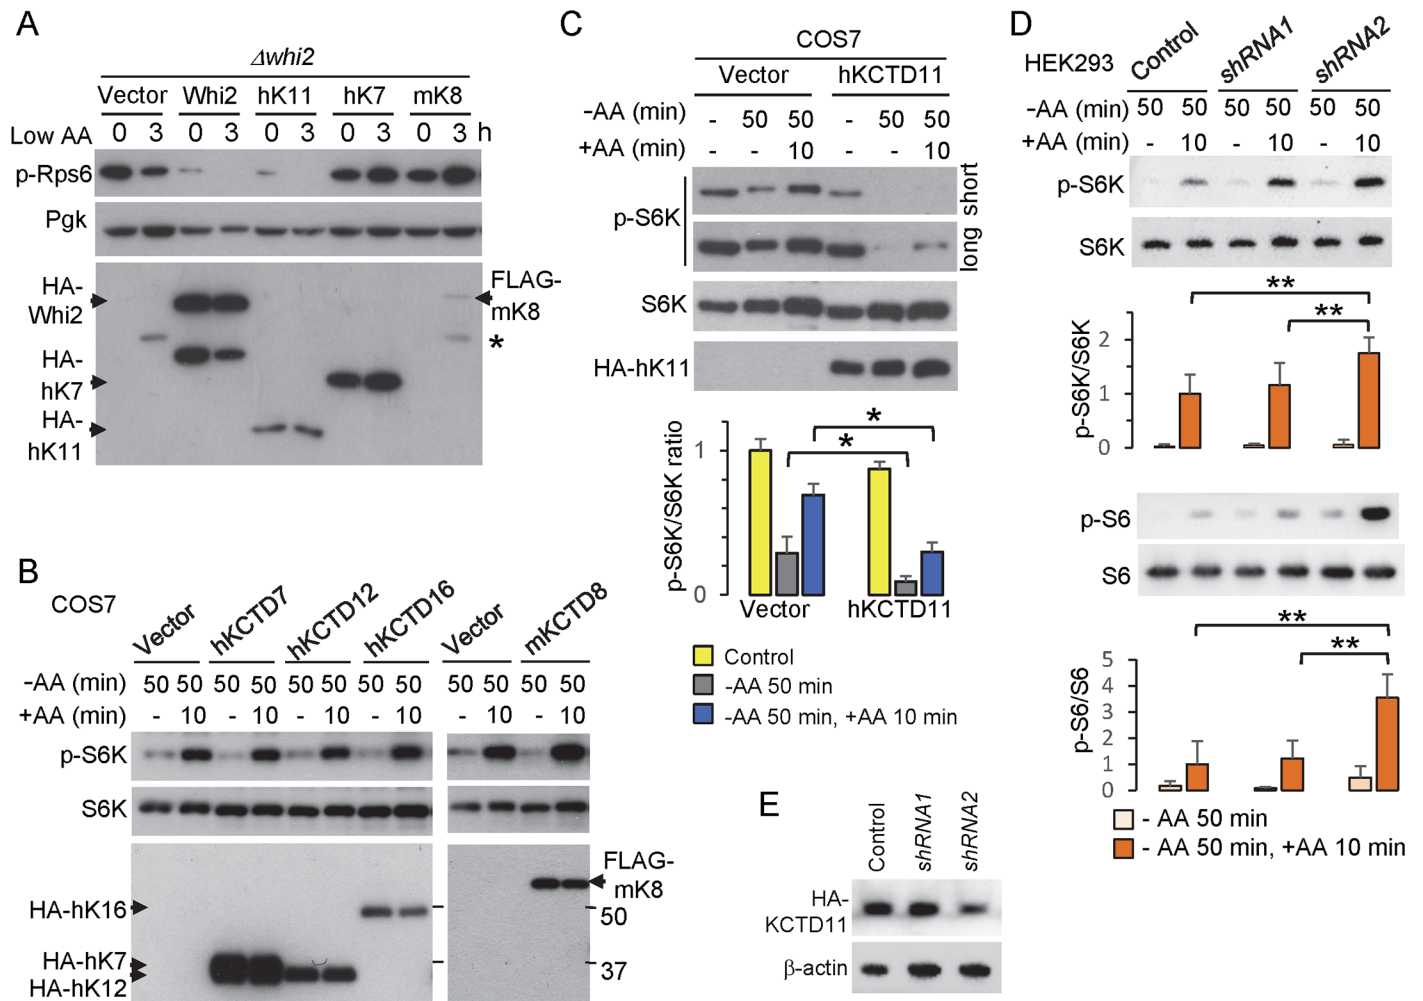 A
Δwhi2
Vector Whi2 hK11 hK7 mK8
Low AA 0 3 0 3 0 3 0 3 0 3 h
p-Rps6
Pgk
HA-
Whi2
FLAG-
mK8
*
HA-
hK7
HA-
hK11
B
COS7
Vector hKCTD7 hKCTD12 hKCTD16 Vector mKCTD8
-AA (min) 50 50 50 50 50 50 50 50 50 50 50 50
+AA (min) - 10 - 10 - 10 - 10 - 10 - 10
p-S6K
S6K
FLAG-
mK8
HA-hK16
50
HA-hK7
37
HA-hK12
C
COS7
Vector hKCTD11
-AA (min) - 50 50 - 50 50
+AA (min) - - 10 - - 10
p-S6K
short
long
S6K
HA-hK11
* *
p-S6K/S6K ratio
1
0
Vector hKCTD11
Control
-AA 50 min
-AA 50 min, +AA 10 min
D
HEK293
Control shRNA1 shRNA2
-AA (min) 50 50 50 50 50 50
+AA (min) - 10 - 10 - 10
p-S6K
S6K
**
**
p-S6K/S6K
2
1
0
p-S6
S6
**
**
p-S6/S6
5
4
3
2
1
0
- AA 50 min
- AA 50 min, +AA 10 min
E
Control shRNA1 shRNA2
HA-
KCTD11
β-actin